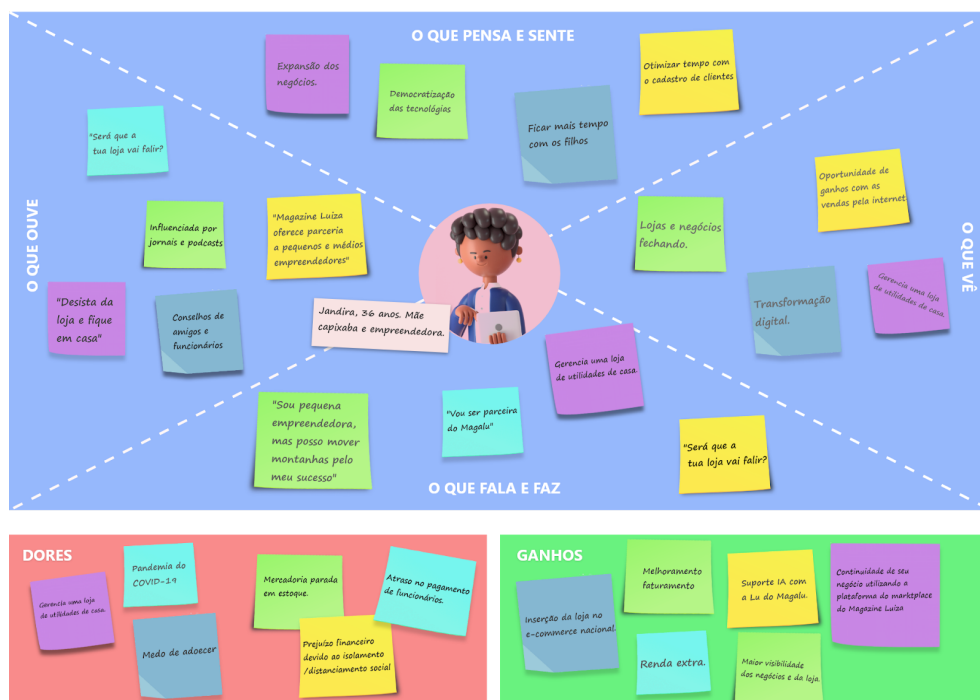 O QUE PENSA E SENTE
Expansão dos
negócios.
Democratização
das tecnológias
Ficar mais tempo
com os filhos
Otimizar tempo com
o cadastro de clientes
O QUE OUVE
"Será que a
tua loja vai falir?
Influenciada por
jornais e podcasts
"Magazine Luiza
oferece parceria
a pequenos e médios
empreendedores"
"Desista da
loja e fique
em casa"
Conselhos de
amigos e
funcionários
Jandira, 36 anos. Mãe
capixaba e empreendedora.
O QUE VÊ
Lojas e negócios
fechando.
Oportunidade de
ganhos com as
vendas pela internet
Transformação
digital.
Gerencia uma loja
de utilidades de casa.
"Sou pequena
empreendedora,
mas posso mover
montanhas pelo
meu sucesso"
"Vou ser parceira
do Magalu"
Gerencia uma loja
de utilidades de casa.
"Será que a
tua loja vai falir?
O QUE FALA E FAZ
DORES
Gerencia uma loja
de utilidades de casa.
Pandemia do
COVID-19
Medo de adoecer
Mercadoria parada
em estoque.
Prejuízo financeiro
devido ao isolamento
/distanciamento social
Atraso no pagamento
de funcionários.
GANHOS
Inserção da loja no
e-commerce nacional.
Melhoramento
faturamento
Renda extra.
Suporte IA com
a Lu do Magalu.
Maior visibilidade
dos negócios e da loja.
Continuidade de seu
negócio utilizando a
plataforma do marktplace
do Magazine Luiza